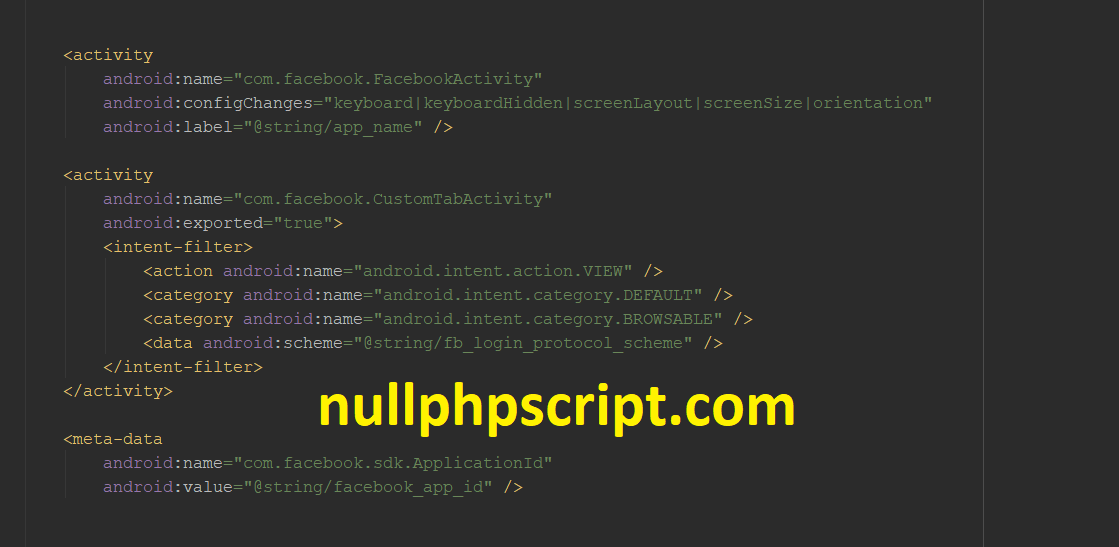 <activity
android:name="com.facebook.FacebookActivity"
android:configChanges="keyboard|keyboardHidden|screenLayout|screenSize|orientation"
android:label="@string/app_name" />
<activity
android:name="com.facebook.CustomTabActivity"
android:exported="true">
<intent-filter>
<action android:name="android.intent.action.VIEW" />
<category android:name="android.intent.category.DEFAULT" />
<category android:name="android.intent.category.BROWSABLE" />
<data android:scheme="@string/fb_login_protocol_scheme" />
</intent-filter>
</activity>
nullphpscript.com
<meta-data
android:name="com.facebook.sdk.ApplicationId"
android:value="@string/facebook_app_id" />